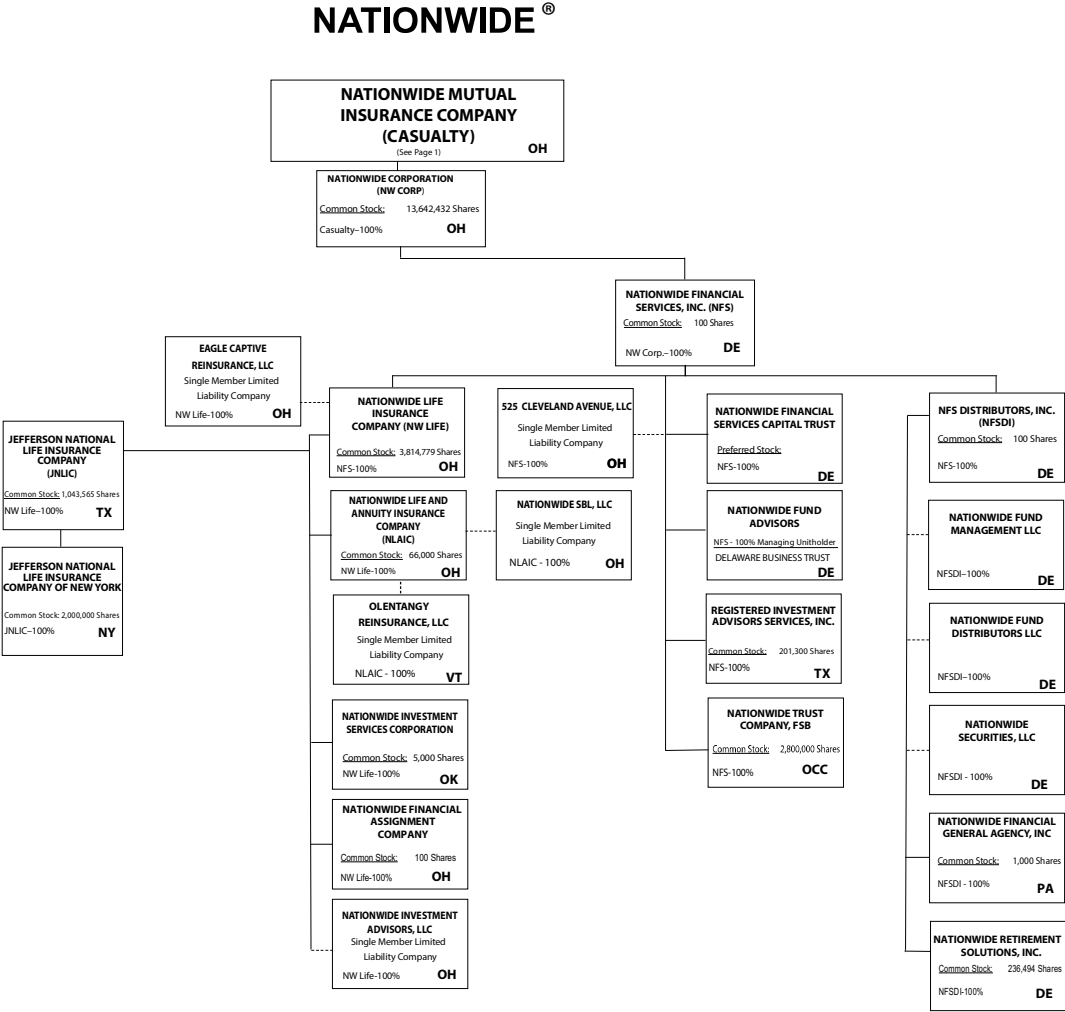 NATIONWIDE ®
NATIONWIDE MUTUAL
INSURANCE COMPANY
(CASUALTY)
(See Page 1)
OH
NATIONWIDE CORPORATION
(NW CORP)
Common Stock: 13,642,432 Shares
Casualty–100% OH
NATIONWIDE FINANCIAL
SERVICES, INC. (NFS)
Common Stock: 100 Shares
NW Corp.–100% DE
EAGLE CAPTIVE
REINSURANCE, LLC
Single Member Limited
Liability Company
NW Life-100% OH
JEFFERSON NATIONAL
LIFE INSURANCE
COMPANY
(JNLIC)
Common Stock: 1,043,565 Shares
NW Life–100% TX
JEFFERSON NATIONAL
LIFE INSURANCE
COMPANY OF NEW YORK
Common Stock: 2,000,000 Shares
JNLIC–100% NY
NATIONWIDE LIFE
INSURANCE
COMPANY (NW LIFE)
Common Stock: 3,814,779 Shares
NFS-100% OH
NATIONWIDE LIFE AND
ANNUITY INSURANCE
COMPANY
(NLAIC)
Common Stock: 66,000 Shares
NW Life-100% OH
OLENTANGY
REINSURANCE, LLC
Single Member Limited
Liability Company
NLAIC - 100% VT
NATIONWIDE INVESTMENT
SERVICES CORPORATION
Common Stock: 5,000 Shares
NW Life-100% OK
NATIONWIDE FINANCIAL
ASSIGNMENT
COMPANY
Common Stock: 100 Shares
NW Life-100% OH
NATIONWIDE INVESTMENT
ADVISORS, LLC
Single Member Limited
Liability Company
NW Life-100% OH
525 CLEVELAND AVENUE, LLC
Single Member Limited
Liability Company
NFS-100% OH
NATIONWIDE SBL, LLC
Single Member Limited
Liability Company
NLAIC - 100% OH
NATIONWIDE FINANCIAL
SERVICES CAPITAL TRUST
Preferred Stock:
NFS-100%
DE
NATIONWIDE FUND
ADVISORS
NFS - 100% Managing Unitholder
DELAWARE BUSINESS TRUST
DE
REGISTERED INVESTMENT
ADVISORS SERVICES, INC.
Common Stock: 201,300 Shares
NFS-100% TX
NATIONWIDE TRUST
COMPANY, FSB
Common Stock: 2,800,000 Shares
NFS-100% OCC
NFS DISTRIBUTORS, INC.
(NFSDI)
Common Stock: 100 Shares
NFS-100%
DE
NATIONWIDE FUND
MANAGEMENT LLC
NFSDI–100%
DE
NATIONWIDE FUND
DISTRIBUTORS LLC
NFSDI–100%
DE
NATIONWIDE
SECURITIES, LLC
NFSDI - 100%
DE
NATIONWIDE FINANCIAL
GENERAL AGENCY, INC
Common Stock: 1,000 Shares
NFSDI - 100%
PA
NATIONWIDE RETIREMENT
SOLUTIONS, INC.
Common Stock: 236,494 Shares
NFSDI-100% DE